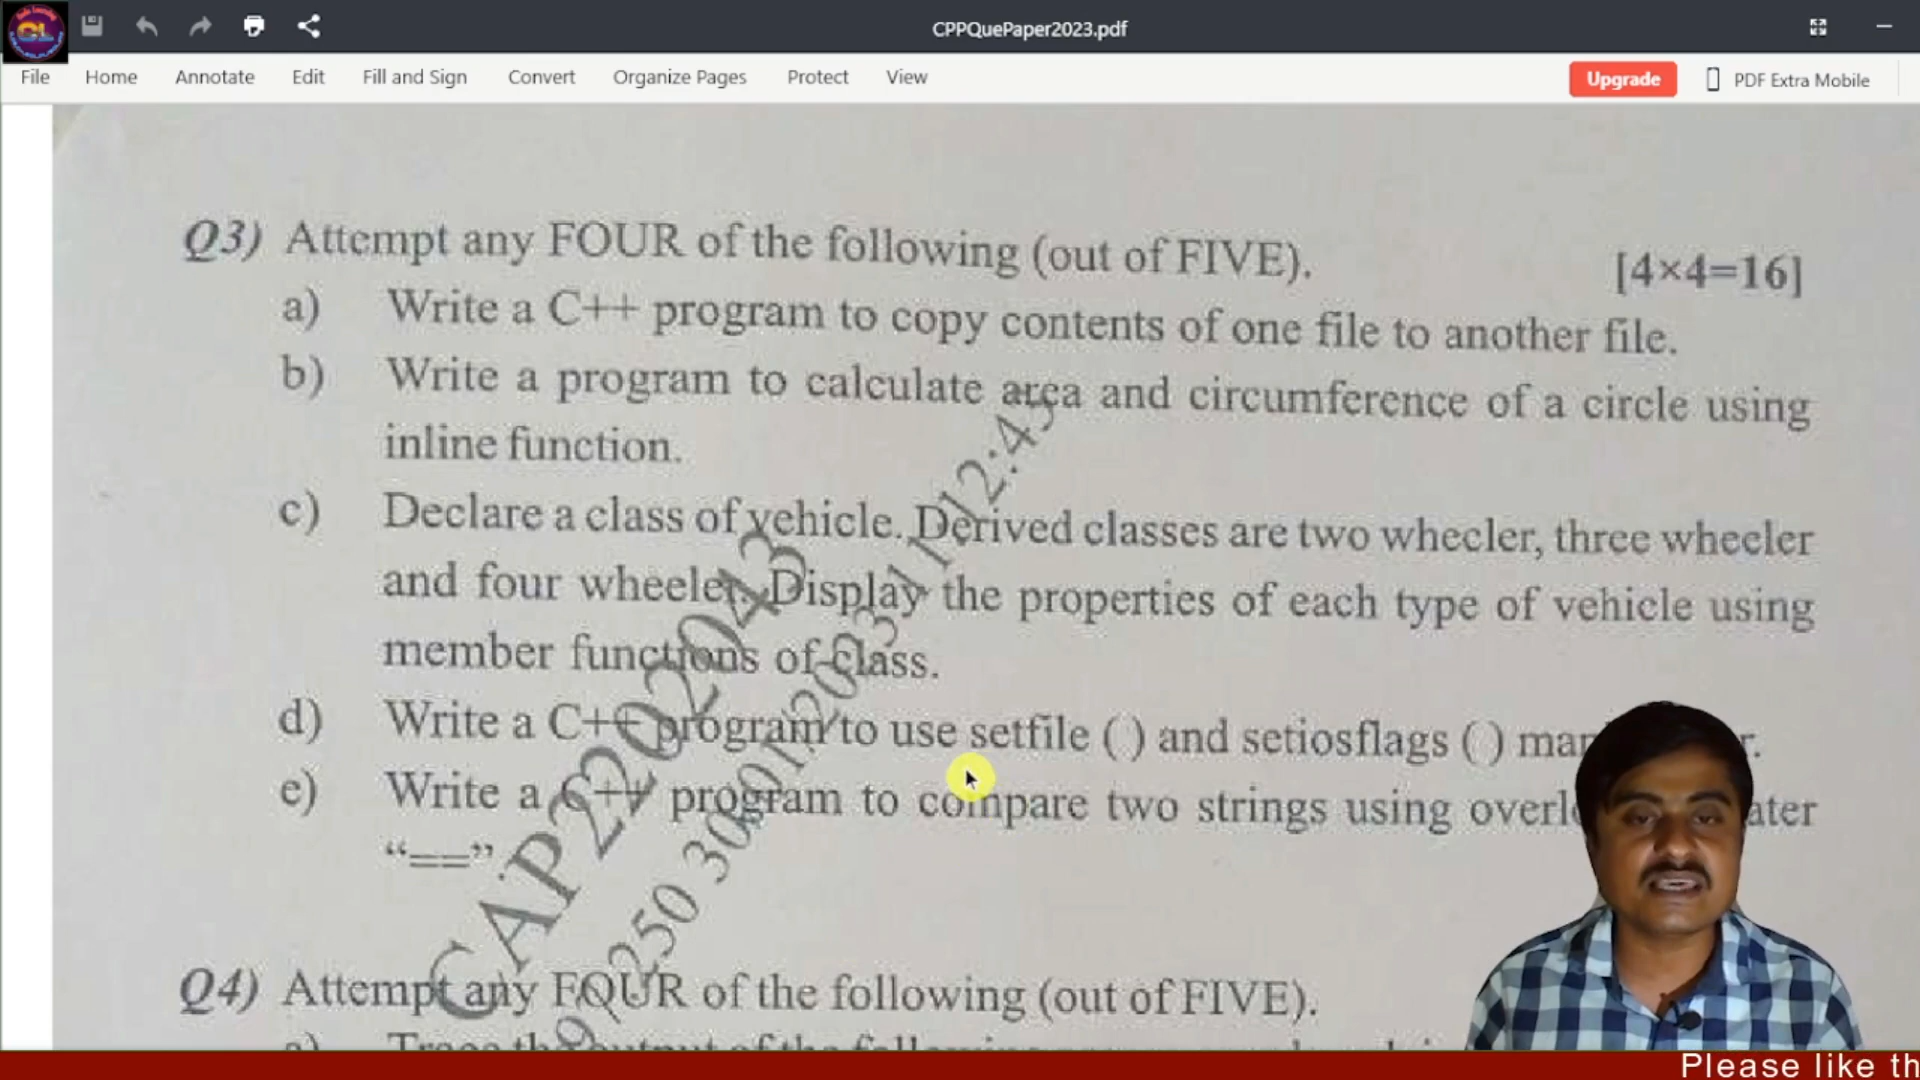 CPPQuePaper2023.pdf
File Home Annotate Edit Fill and Sign Convert Organize Pages Protect View Upgrade PDF Extra Mobile
Q3) Attempt any FOUR of the following (out of FIVE). [4×4=16]
a) Write a C++ program to copy contents of one file to another file.
b) Write a program to calculate area and circumference of a circle using
inline function.
c) Declare a class of vehicle. Derived classes are two wheeler, three wheeler
and four wheeler. Display the properties of each type of vehicle using
member functions of class.
d) Write a C++ program to use setfile ( ) and setiosflags ( )
e) Write a C++ program to compare two strings using
"==".
CAP2202043
Q4) Attempt any FOUR of the following (out of FIVE).
Please like th